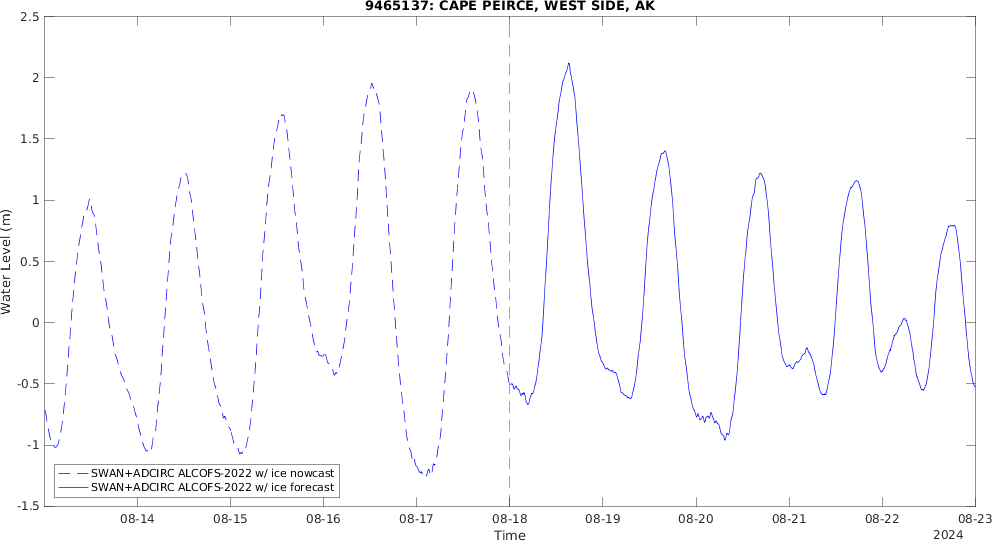 9465137: CAPE PEIRCE, WEST SIDE, AK
2.5
2
1.5
1
0.5
0
-0.5
-1
-1.5
Water Level (m)
SWAN+ADCIRC ALCOFS-2022 w/ ice nowcast
SWAN+ADCIRC ALCOFS-2022 w/ ice forecast
08-14 08-15 08-16 08-17 08-18 08-19 08-20 08-21 08-22 08-23
Time
2024